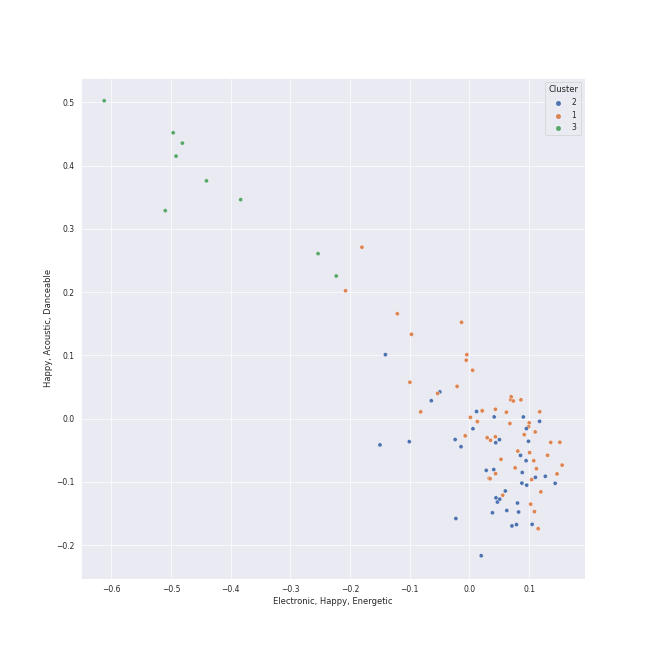 Cluster
2
1
3
0.5
0.4
0.3
0.2
0.1
0.0
−0.1
−0.2
Happy, Acoustic, Danceable
−0.6 −0.5 −0.4 −0.3 −0.2 −0.1 0.0 0.1
Electronic, Happy, Energetic